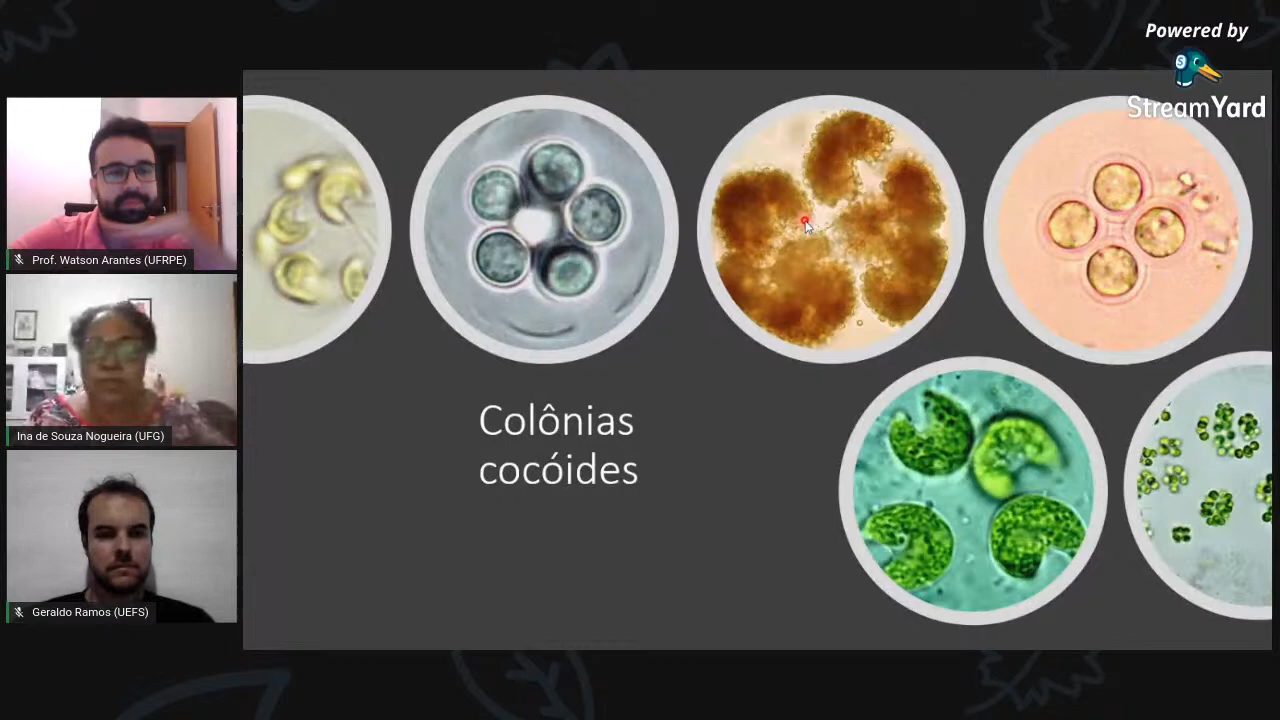 Powered by
StreamYard
Prof. Watson Arantes (UFRPE)
Ina de Souza Nogueira (UFG)
Geraldo Ramos (UEFS)
Colônias
cocóides